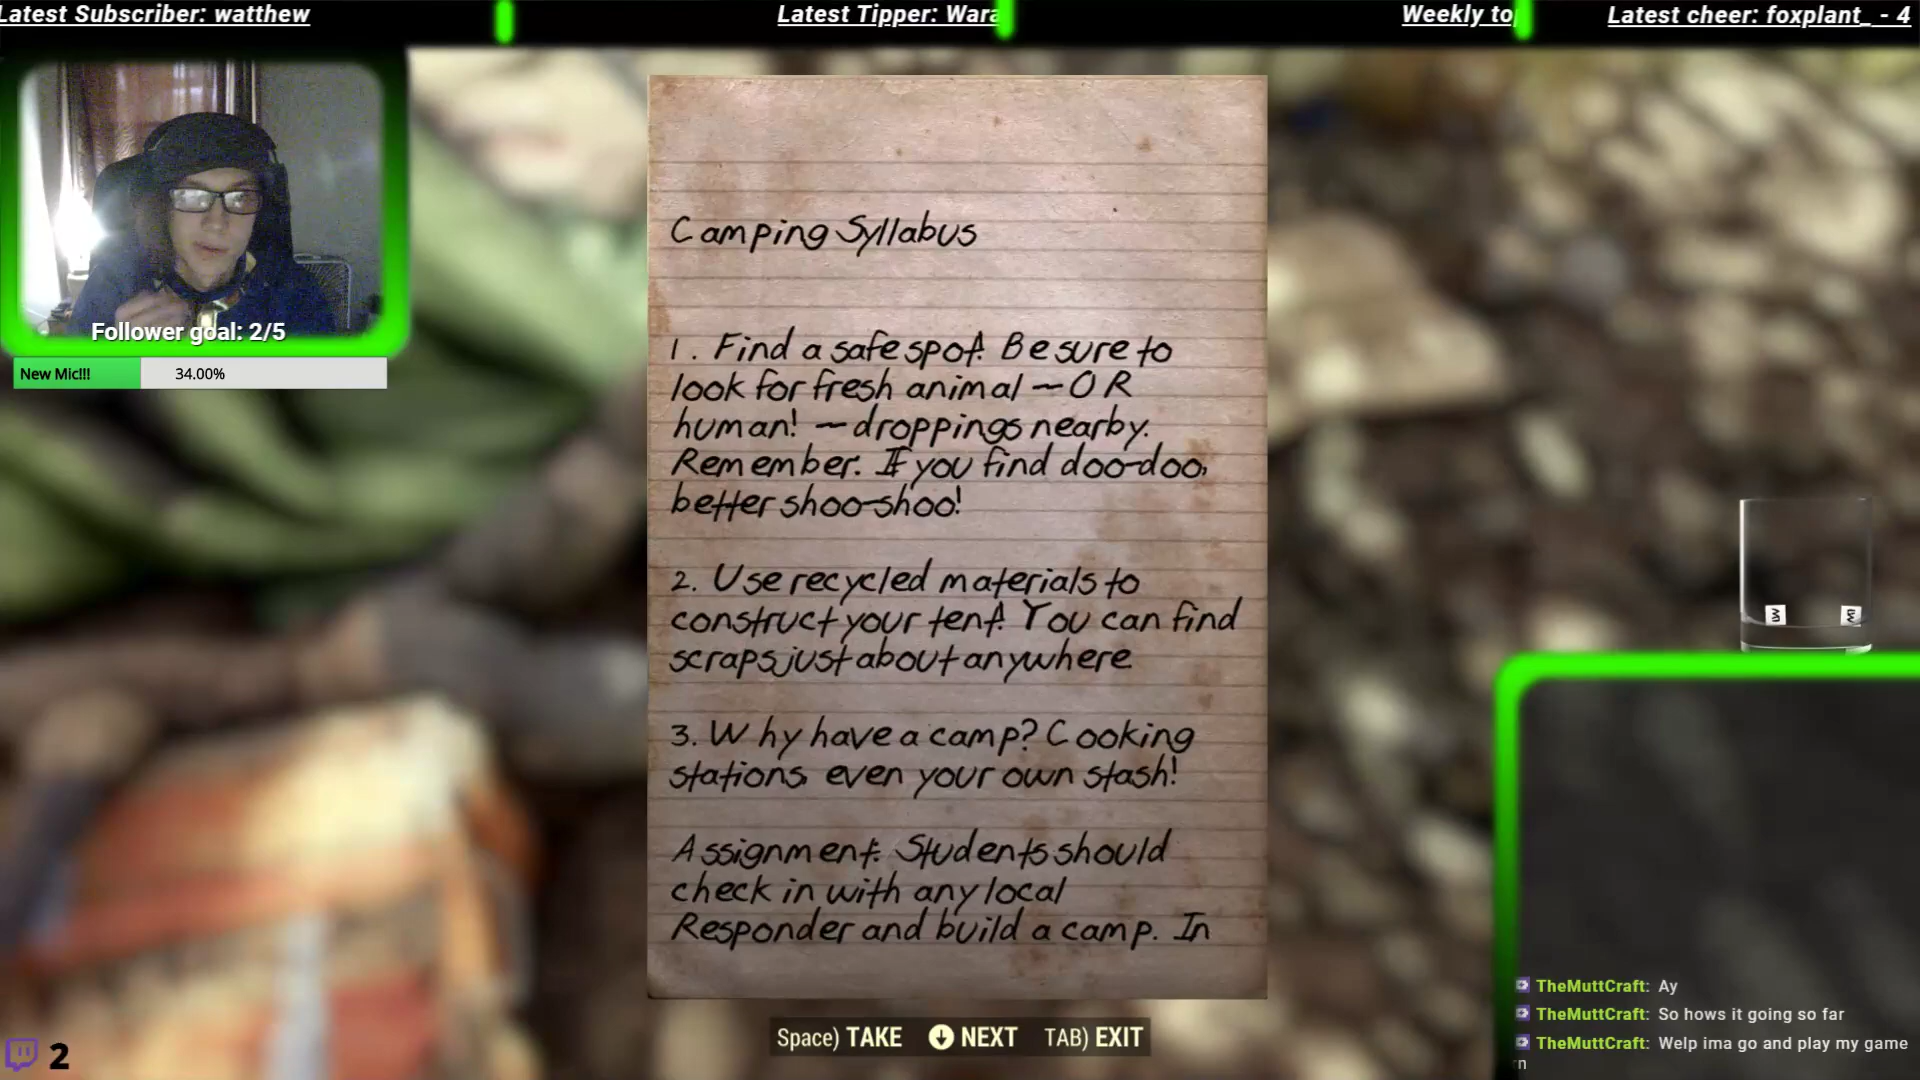 Latest Subscriber: watthew
Latest Tipper: Wara
Weekly to
Latest cheer: foxplant_ - 4
Follower goal: 2/5
New Mic!!! 34.00%
Camping Syllabus
1. Find a safe spot. Be sure to
look for fresh animal – OR
human! – droppings nearby.
Remember: If you find doo-doo,
better shoo-shoo!
2. Use recycled materials to
construct your tent. You can find
scraps just about anywhere.
3. Why have a camp? Cooking
stations, even your own stash!
Assignment: Students should
check in with any local
Responder and build a camp. In
Space) TAKE NEXT TAB) EXIT
TheMuttCraft: Ay
TheMuttCraft: So hows it going so far
TheMuttCraft: Welp ima go and play my game
rn
2